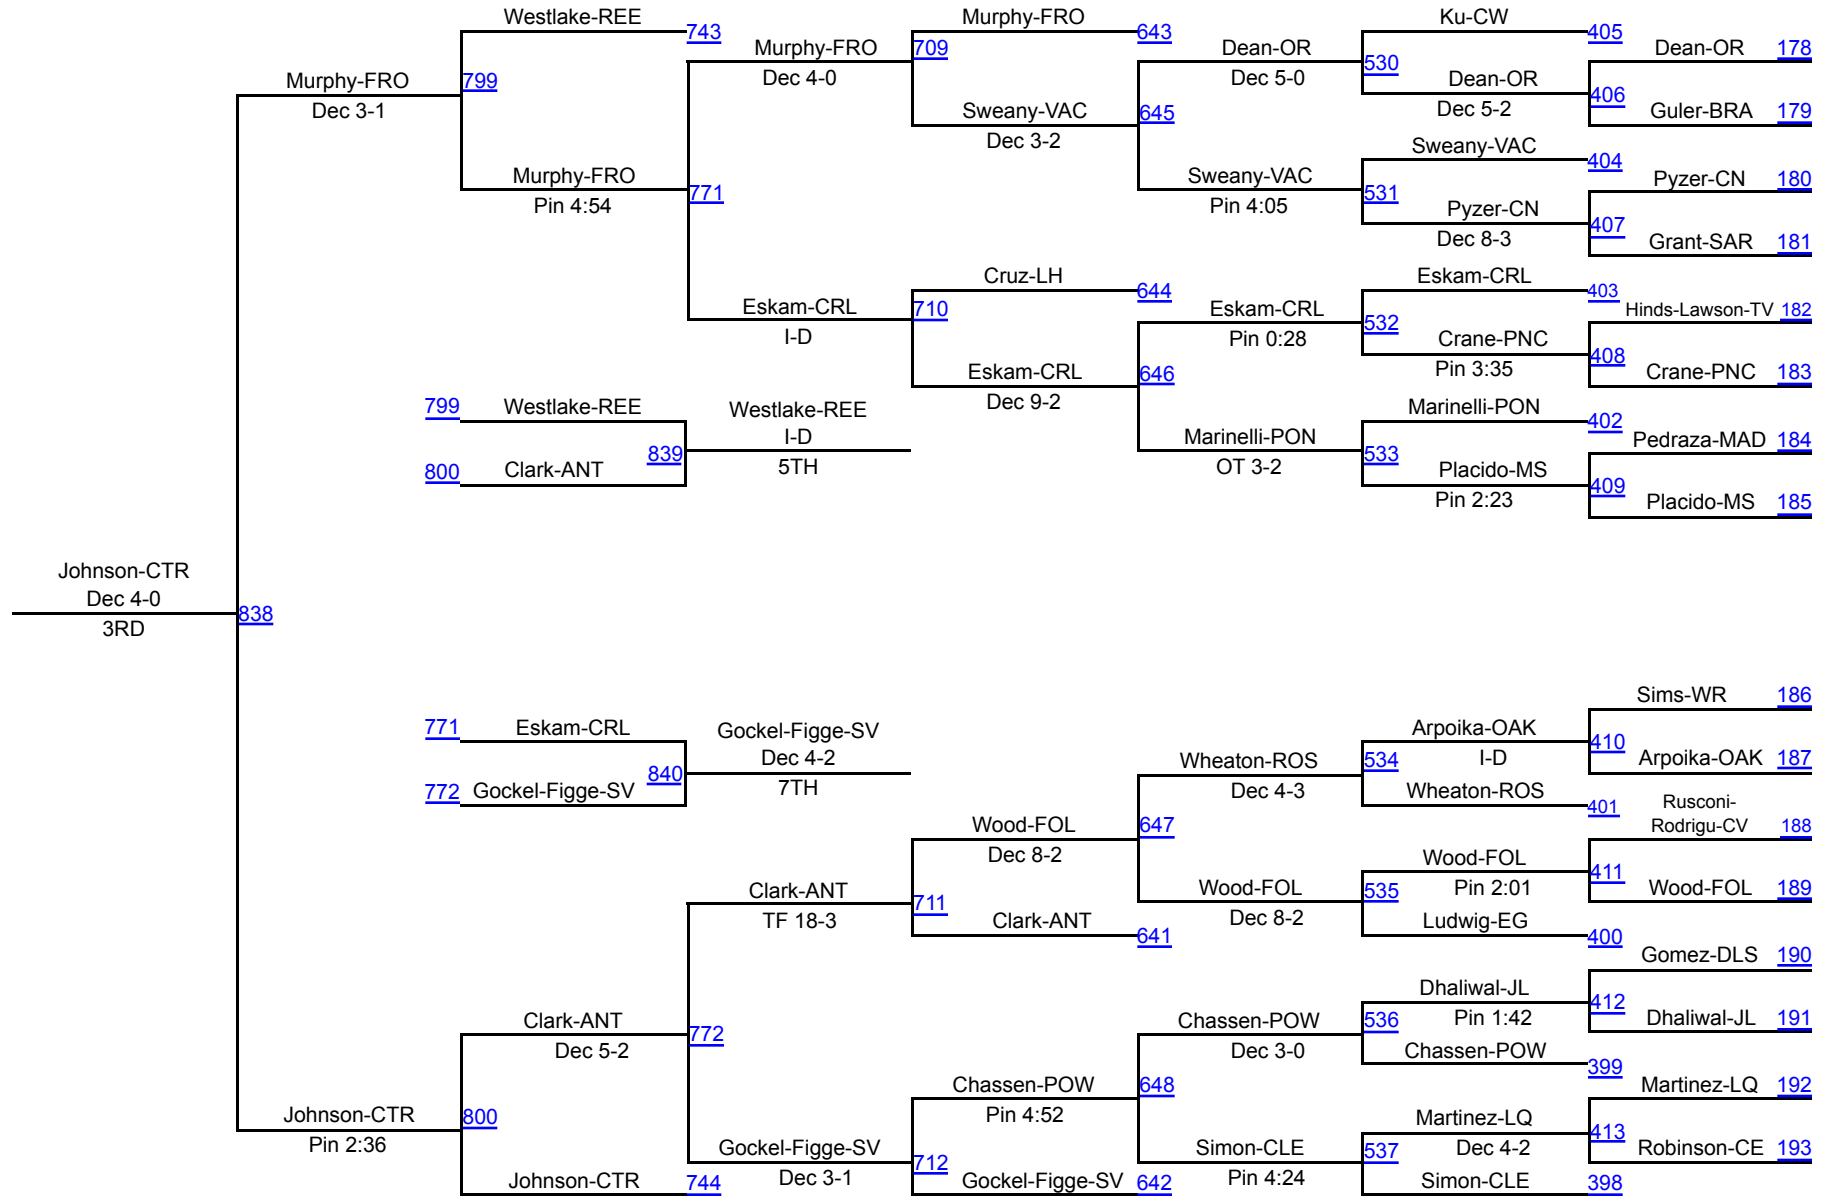 Westlake-REE
743
Murphy-FRO
Dec 3-1
799
Murphy-FRO
Pin 4:54
771
Murphy-FRO
Dec 4-0
709
Murphy-FRO
643
Sweany-VAC
Dec 3-2
645
Dean-OR
Dec 5-0
530
Ku-CW
405
Dean-OR
Dec 5-2
406
Dean-OR 178
Guler-BRA 179
Sweany-VAC
Pin 4:05
531
Sweany-VAC
404
Pyzer-CN
Dec 8-3
407
Pyzer-CN 180
Grant-SAR 181
Eskam-CRL
I-D
710
Cruz-LH
644
Eskam-CRL
Dec 9-2
646
Eskam-CRL
Pin 0:28
532
Eskam-CRL
403
Crane-PNC
Pin 3:35
408
Hinds-Lawson-TV 182
Crane-PNC 183
Marinelli-PON
OT 3-2
533
Marinelli-PON
402
Placido-MS
Pin 2:23
409
Pedraza-MAD 184
Placido-MS 185
799 Westlake-REE
800 Clark-ANT
839
Westlake-REE
I-D
5TH
Johnson-CTR
Dec 4-0
3RD
838
771 Eskam-CRL
772 Gockel-Figge-SV
840
Gockel-Figge-SV
Dec 4-2
7TH
Wood-FOL
Dec 8-2
647
Wheaton-ROS
Dec 4-3
534
Arpoika-OAK
I-D
410
Sims-WR 186
Arpoika-OAK 187
Wheaton-ROS
401
Wood-FOL
Dec 8-2
535
Wood-FOL
Pin 2:01
411
Rusconi-
Rodrigu-CV 188
Wood-FOL 189
Ludwig-EG
400
Clark-ANT
TF 18-3
711
Clark-ANT
641
Clark-ANT
Dec 5-2
772
Chassen-POW
Pin 4:52
648
Chassen-POW
Dec 3-0
536
Dhaliwal-JL
Pin 1:42
412
Gomez-DLS 190
Dhaliwal-JL 191
Chassen-POW
399
Simon-CLE
Pin 4:24
537
Martinez-LQ
Dec 4-2
413
Martinez-LQ 192
Robinson-CE 193
Simon-CLE
398
Johnson-CTR
Pin 2:36
800
Johnson-CTR
744
Gockel-Figge-SV
Dec 3-1
712
Gockel-Figge-SV
642